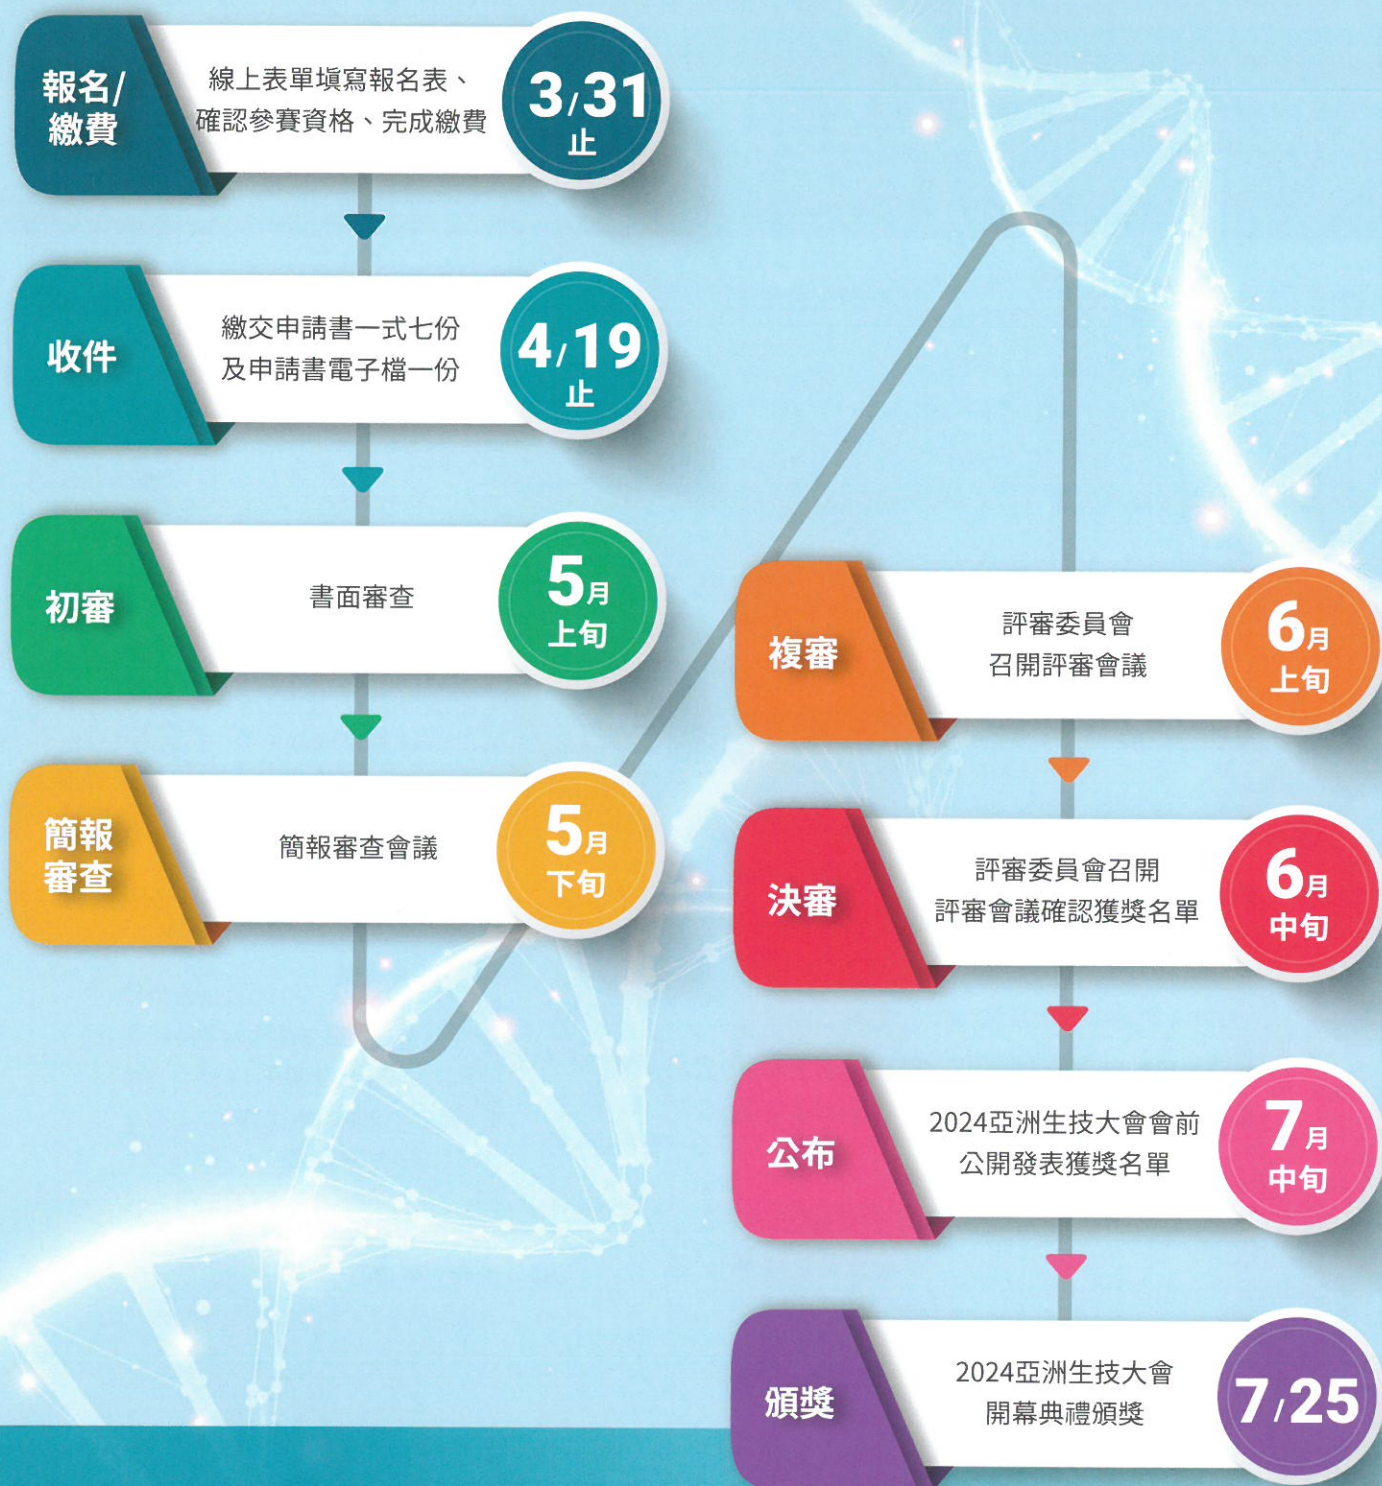 報名/
繳費
線上表單填寫報名表、
確認參賽資格、完成繳費
3/31
止
收件
繳交申請書一式七份
及申請書電子檔一份
4/19
止
初審
書面審查
5月
上旬
簡報
審查
簡報審查會議
5月
下旬
複審
評審委員會
召開評審會議
6月
上旬
決審
評審委員會召開
評審會議確認獲獎名單
6月
中旬
公布
2024亞洲生技大會會前
公開發表獲獎名單
7月
中旬
頒獎
2024亞洲生技大會
開幕典禮頒獎
7/25